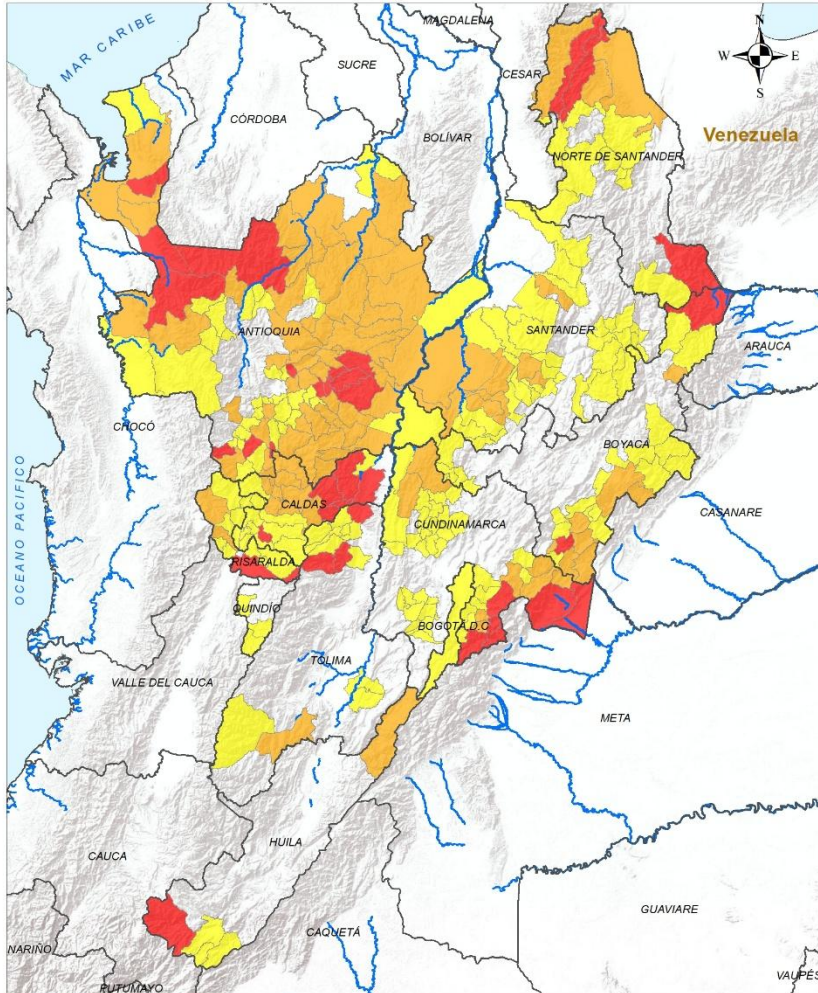 MAGDALENA
MAR CARIBE
N
W E
S
SUCRE
CESAR
CÓRDOBA
BOLÍVAR
Venezuela
NORTE DE SANTANDER
ANTIOQUIA
SANTANDER
ARAUCA
CHOCÓ
BOYACÁ
OCEANO PACIFICO
CALDAS
CUNDINAMARCA
CASANARE
RISARALDA
QUINDÍO
BOGOTÁ D.C
TOLIMA
VALLE DEL CAUCA
META
HUILA
CAUCA
GUAVIARE
CAQUETÁ
NARIÑO
VAUPÉS
PUTUMAYO